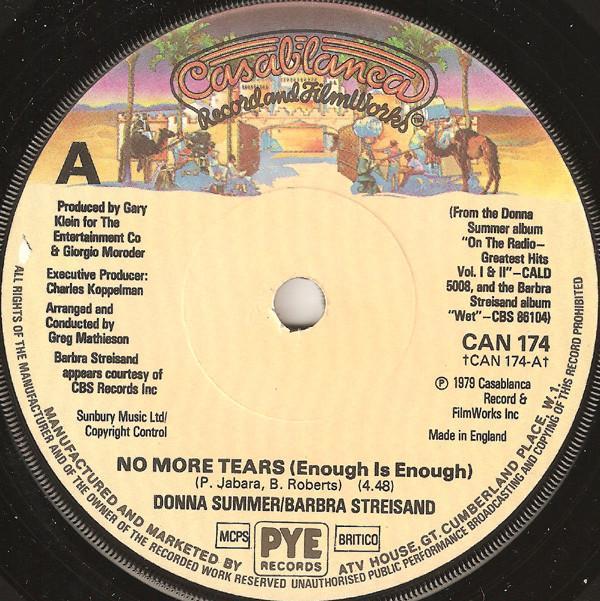 Casablanca
Record and FilmWorks
A
Produced by Gary
Klein for The
Entertainment Co
& Giorgio Moroder
Executive Producer:
Charles Koppelman
Arranged and
Conducted by
Greg Mathieson
Barbra Streisand
appears courtesy of
CBS Records Inc
Sunbury Music Ltd/
Copyright Control
(From the Donna
Summer album
"On The Radio–
Greatest Hits
Vol. I & II"–CALD
5008, and the Barbra
Streisand album
"Wet"–CBS 86104)
CAN 174
†CAN 174-A†
℗ 1979 Casablanca
Record &
FilmWorks Inc
Made in England
NO MORE TEARS (Enough Is Enough)
(P. Jabara, B. Roberts) (4.48)
DONNA SUMMER/BARBRA STREISAND
MCPS
PYE
RECORDS
BRITICO
MANUFACTURED AND MARKETED BY
ATV HOUSE, GT. CUMBERLAND PLACE, W.1.
ALL RIGHTS OF THE MANUFACTURER AND OF THE OWNER OF THE RECORDED WORK RESERVED UNAUTHORISED PUBLIC PERFORMANCE BROADCASTING AND COPYING OF THIS RECORD PROHIBITED